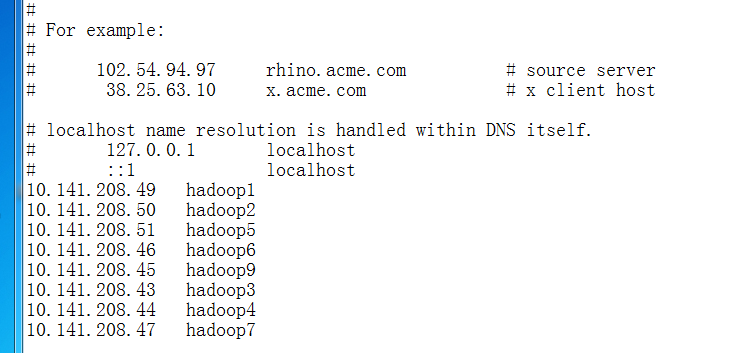 #
# For example:
#
#      102.54.94.97     rhino.acme.com          # source server
#       38.25.63.10     x.acme.com              # x client host
# localhost name resolution is handled within DNS itself.
#       127.0.0.1       localhost
#       ::1             localhost
10.141.208.49   hadoop1
10.141.208.50   hadoop2
10.141.208.51   hadoop5
10.141.208.46   hadoop6
10.141.208.45   hadoop9
10.141.208.43   hadoop3
10.141.208.44   hadoop4
10.141.208.47   hadoop7